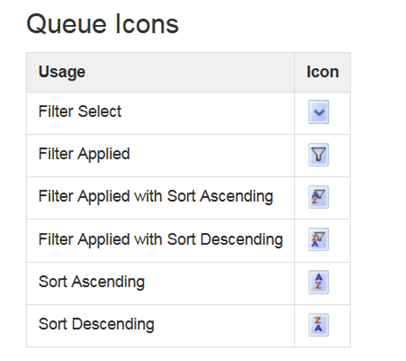 Queue Icons
Usage Icon
Filter Select
Filter Applied
Filter Applied with Sort Ascending
A Z
Filter Applied with Sort Descending
Z A
Sort Ascending
A Z
Sort Descending
Z A